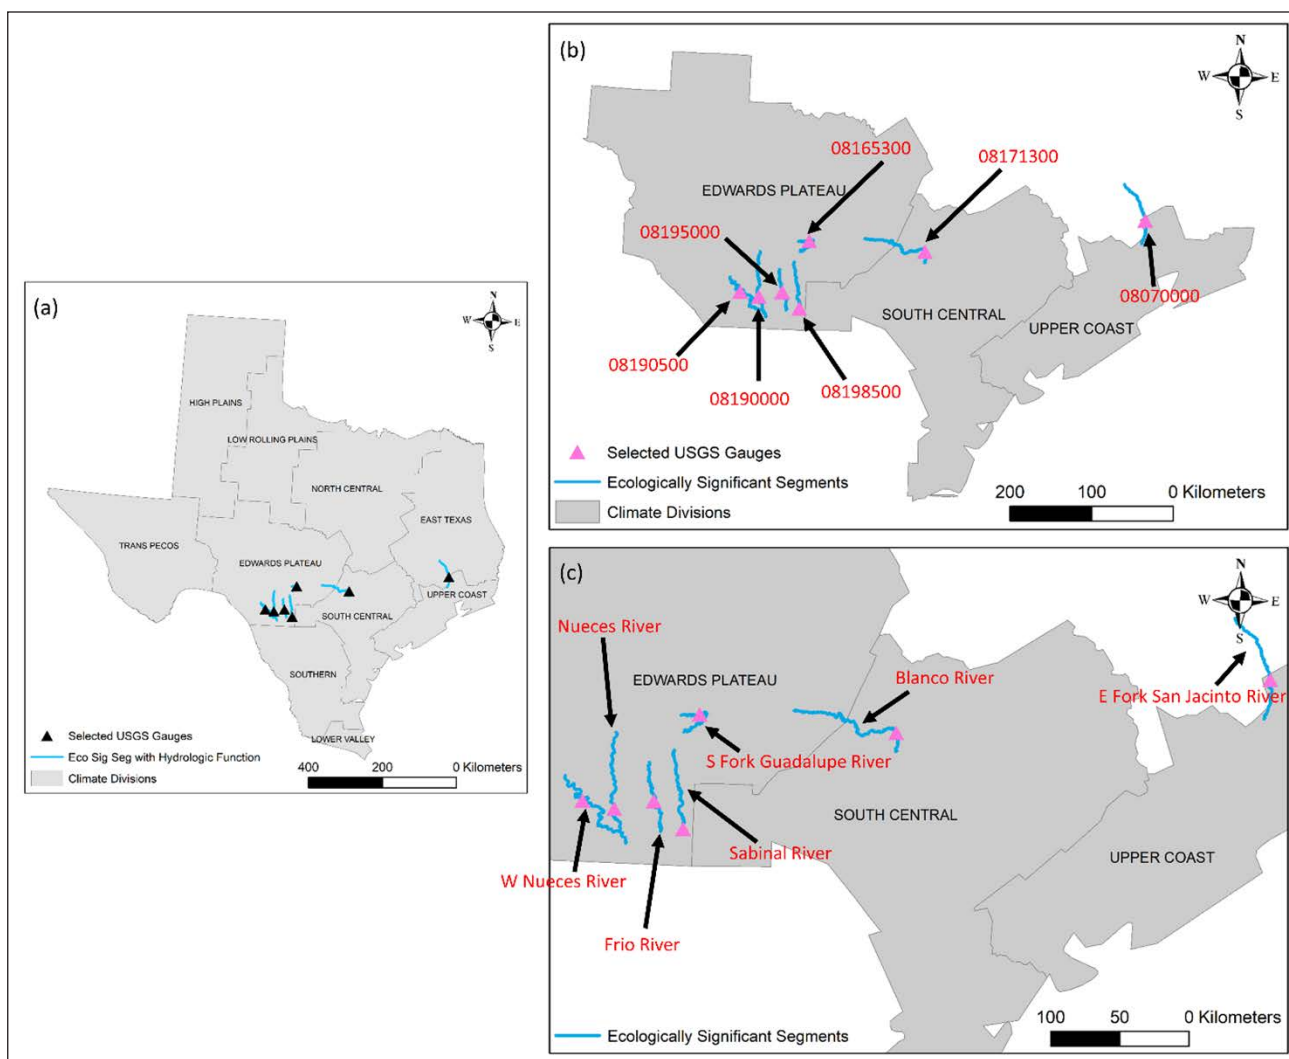 (a)
N
W
E
S
HIGH PLAINS
LOW ROLLING PLAINS
NORTH CENTRAL
EAST TEXAS
TRANS PECOS
EDWARDS PLATEAU
UPPER COAST
SOUTH CENTRAL
SOUTHERN
LOWER VALLEY
Selected USGS Gauges
Eco Sig Seg with Hydrologic Function
Climate Divisions
400 200 0 Kilometers
(b)
N
W
E
S
08165300
08171300
EDWARDS PLATEAU
08195000
08070000
SOUTH CENTRAL
UPPER COAST
08190500
08190000
08198500
Selected USGS Gauges
Ecologically Significant Segments
Climate Divisions
200 100 0 Kilometers
(c)
N
W
E
S
Nueces River
EDWARDS PLATEAU
Blanco River
E Fork San Jacinto River
S Fork Guadalupe River
SOUTH CENTRAL
Sabinal River
UPPER COAST
W Nueces River
Frio River
Ecologically Significant Segments
100 50 0 Kilometers